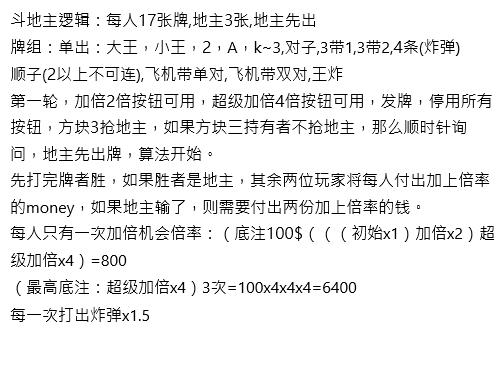 斗地主逻辑：每人17张牌,地主3张,地主先出
牌组：单出：大王，小王，2，A，k~3,对子,3带1,3带2,4条(炸弹)
顺子(2以上不可连),飞机带单对,飞机带双对,王炸
第一轮，加倍2倍按钮可用，超级加倍4倍按钮可用，发牌，停用所有
按钮，方块3抢地主，如果方块三持有者不抢地主，那么顺时针询
问，地主先出牌，算法开始。
先打完牌者胜，如果胜者是地主，其余两位玩家将每人付出加上倍率
的money，如果地主输了，则需要付出两份加上倍率的钱。
每人只有一次加倍机会倍率：（底注100$（（（初始x1）加倍x2）超
级加倍x4）=800
（最高底注：超级加倍x4）3次=100x4x4x4=6400
每一次打出炸弹x1.5